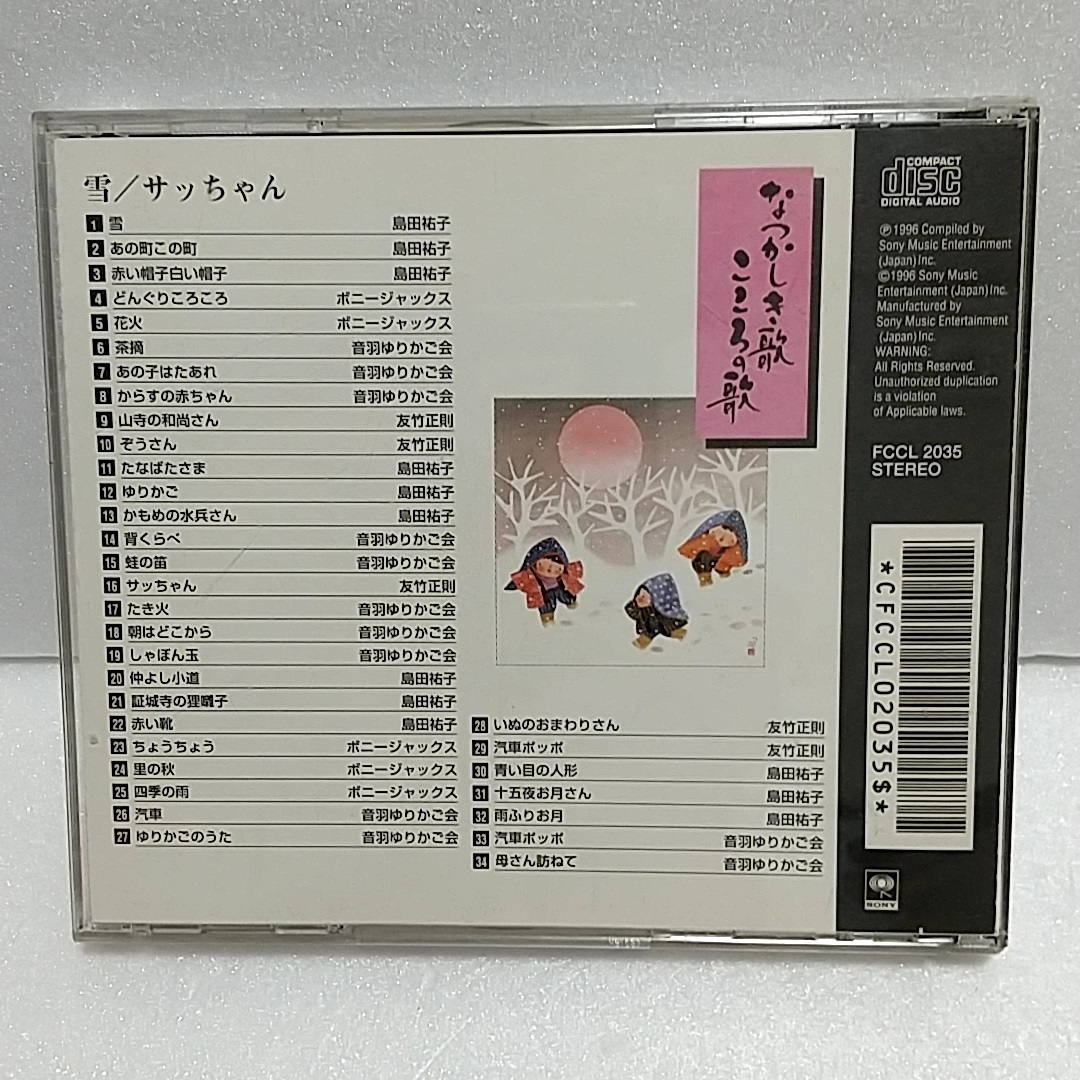 雪／サッちゃん
1 雪 島田祐子
2 あの町この町 島田祐子
3 赤い帽子白い帽子 島田祐子
4 どんぐりころころ ボニージャックス
5 花火 ボニージャックス
6 茶摘 音羽ゆりかご会
7 あの子はたあれ 音羽ゆりかご会
8 からすの赤ちゃん 音羽ゆりかご会
9 山寺の和尚さん 友竹正則
10 ぞうさん 友竹正則
11 たなばたさま 島田祐子
12 ゆりかご 島田祐子
13 かもめの水兵さん 島田祐子
14 背くらべ 音羽ゆりかご会
15 蛙の笛 音羽ゆりかご会
16 サッちゃん 友竹正則
17 たき火 音羽ゆりかご会
18 朝はどこから 音羽ゆりかご会
19 しゃぼん玉 音羽ゆりかご会
20 仲よし小道 島田祐子
21 証城寺の狸囃子 島田祐子
22 赤い靴 島田祐子
23 ちょうちょう ボニージャックス
24 里の秋 ボニージャックス
25 四季の雨 ボニージャックス
26 汽車 音羽ゆりかご会
27 ゆりかごのうた 音羽ゆりかご会
28 いぬのおまわりさん 友竹正則
29 汽車ポッポ 友竹正則
30 青い目の人形 島田祐子
31 十五夜お月さん 島田祐子
32 雨ふりお月 島田祐子
33 汽車ポッポ 音羽ゆりかご会
34 母さん訪ねて 音羽ゆりかご会
なつかしき歌
こころの歌
COMPACT
disc
DIGITAL AUDIO
℗1996 Compiled by
Sony Music Entertainment
(Japan)Inc.
©1996 Sony Music
Entertainment (Japan)Inc.
Manufactured by
Sony Music Entertainment
(Japan)Inc.
WARNING:
All Rights Reserved.
Unauthorized duplication
is a violation
of Applicable laws.
FCCL 2035
STEREO
*CFCCL02035$*
SONY